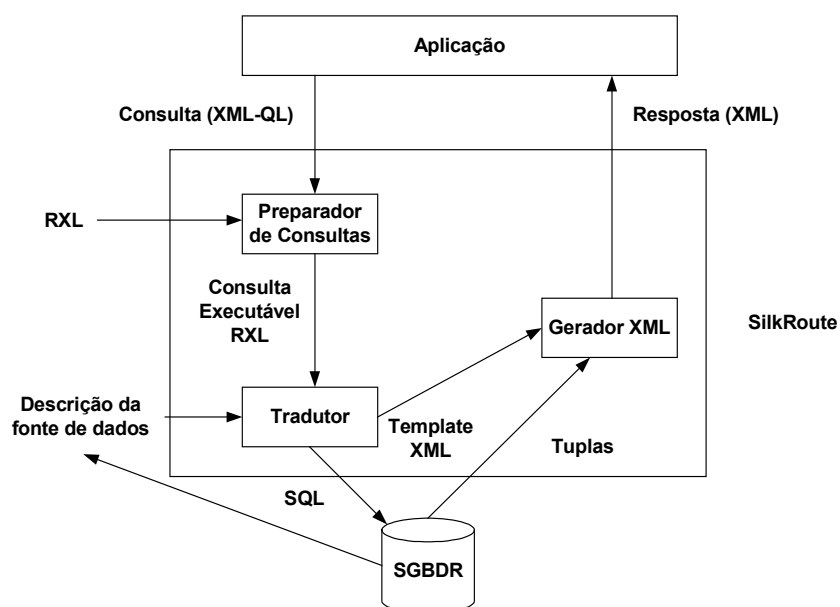 Aplicação
Consulta (XML-QL)
Resposta (XML)
RXL
Preparador
de Consultas
Consulta
Executável
RXL
Gerador XML
SilkRoute
Descrição da
fonte de dados
Tradutor
Template
XML
Tuplas
SQL
SGBDR